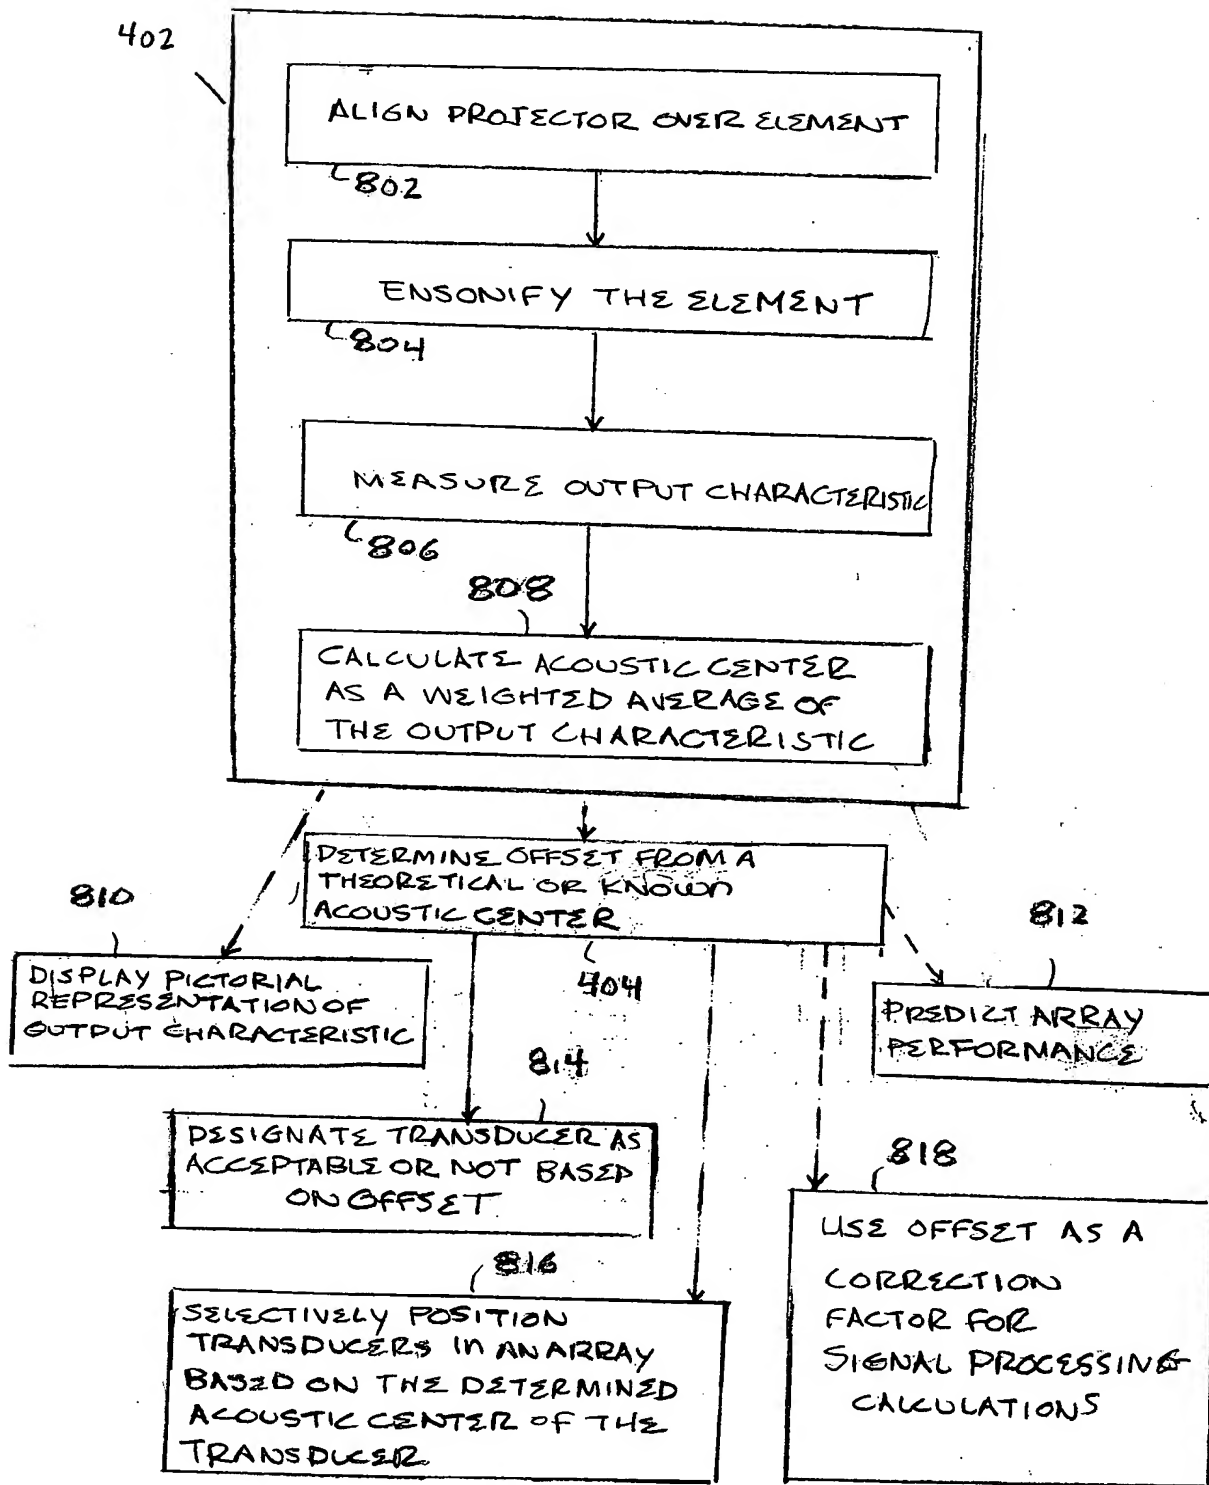 402
ALIGN PROJECTOR OVER ELEMENT
802
ENSONIFY THE ELEMENT
804
MEASURE OUTPUT CHARACTERISTIC
806
808
CALCULATE ACOUSTIC CENTER
AS A WEIGHTED AVERAGE OF
THE OUTPUT CHARACTERISTIC
DETERMINE OFFSET FROM A
THEORETICAL OR KNOWN
ACOUSTIC CENTER
404
810
DISPLAY PICTORIAL
REPRESENTATION OF
OUTPUT CHARACTERISTIC
812
PREDICT ARRAY
PERFORMANCE
814
DESIGNATE TRANSDUCER AS
ACCEPTABLE OR NOT BASED
ON OFFSET
816
SELECTIVELY POSITION
TRANSDUCERS IN AN ARRAY
BASED ON THE DETERMINED
ACOUSTIC CENTER OF THE
TRANSDUCER
818
USE OFFSET AS A
CORRECTION
FACTOR FOR
SIGNAL PROCESSING
CALCULATIONS